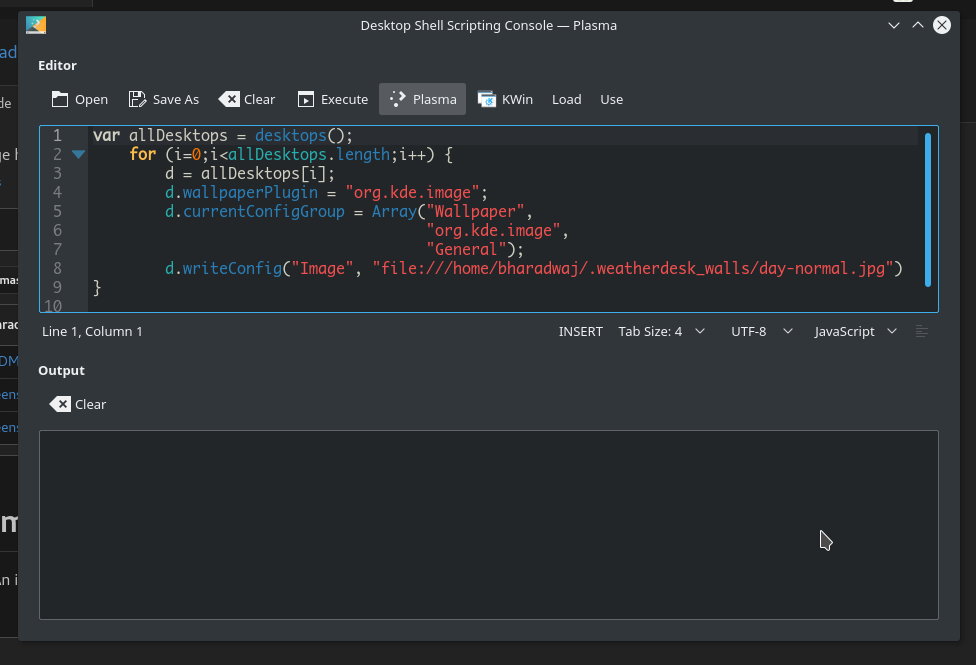 Desktop Shell Scripting Console — Plasma
Editor
Open Save As Clear Execute Plasma KWin Load Use
1 var allDesktops = desktops();
2 for (i=0;i<allDesktops.length;i++) {
3 d = allDesktops[i];
4 d.wallpaperPlugin = "org.kde.image";
5 d.currentConfigGroup = Array("Wallpaper",
6 "org.kde.image",
7 "General");
8 d.writeConfig("Image", "file:///home/bharadwaj/.weatherdesk_walls/day-normal.jpg")
9 }
10
Line 1, Column 1 INSERT Tab Size: 4 UTF-8 JavaScript
Output
Clear